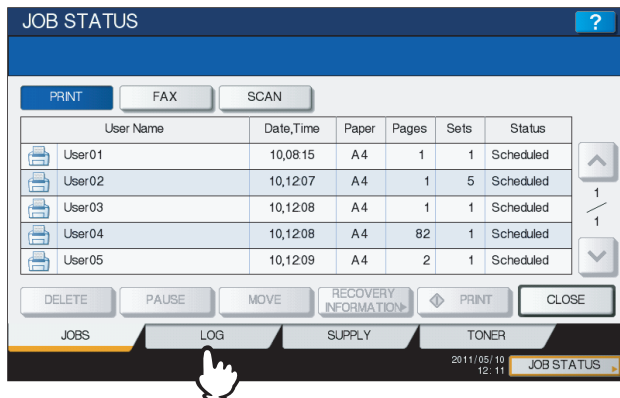 JOB STATUS ?
PRINT FAX SCAN
User Name Date,Time Paper Pages Sets Status
User01 10,08:15 A4 1 1 Scheduled
User02 10,12:07 A4 1 5 Scheduled
User03 10,12:08 A4 1 1 Scheduled
User04 10,12:08 A4 82 1 Scheduled
User05 10,12:09 A4 2 1 Scheduled
1
1
DELETE PAUSE MOVE RECOVERY INFORMATION PRINT CLOSE
JOBS LOG SUPPLY TONER
2011/05/10
12:11
JOB STATUS